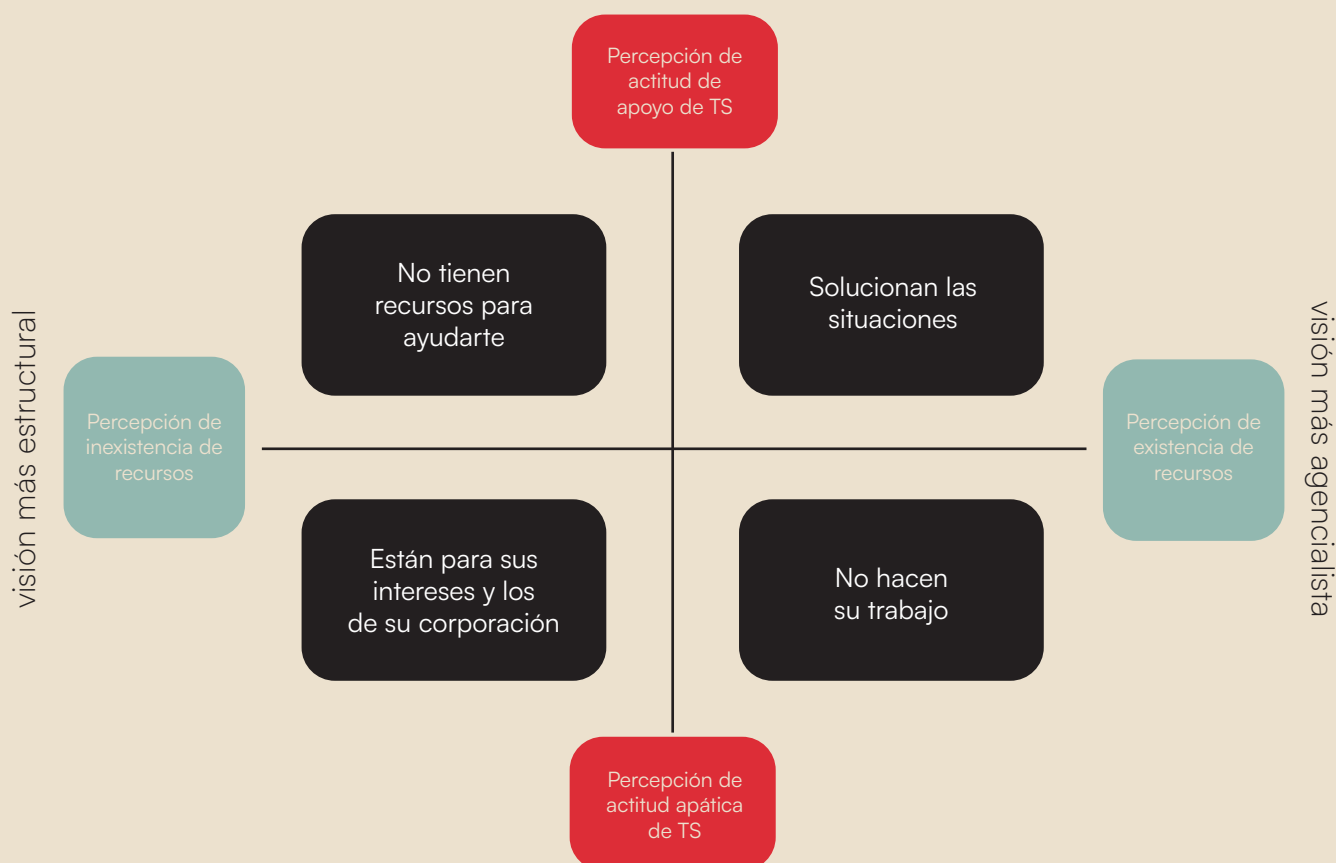 Percepción de
actitud de
apoyo de TS
No tienen
recursos para
ayudarte
Solucionan las
situaciones
visión más estructural
Percepción de
inexistencia de
recursos
Percepción de
existencia de
recursos
visión más agencialista
Están para sus
intereses y los
de su corporación
No hacen
su trabajo
Percepción de
actitud apática
de TS